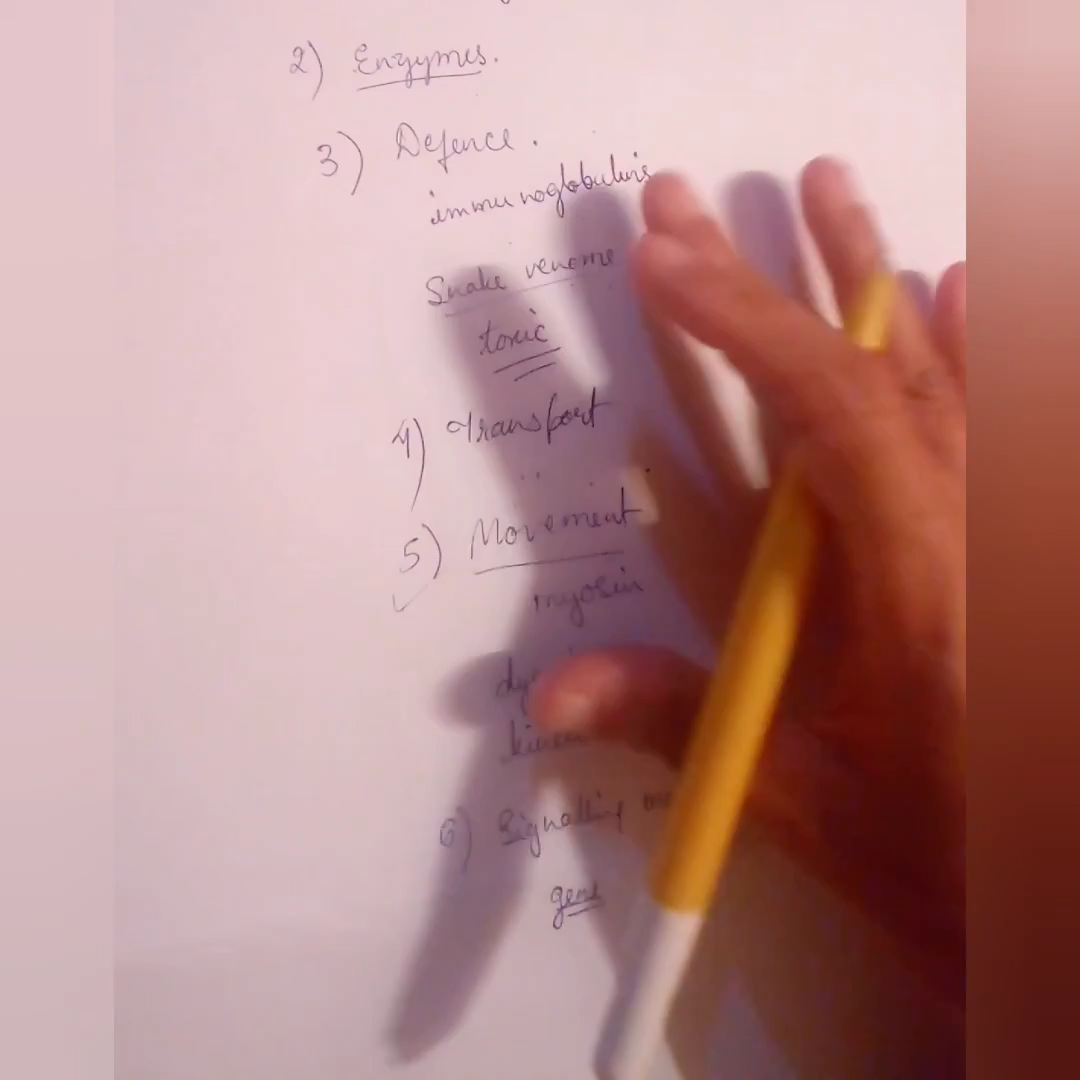 2) Enzymes.
3) Defence.
immunoglobulins
Snake venome
toxic
4) Transport
5) Movement
myosin
6) Signalling
gene